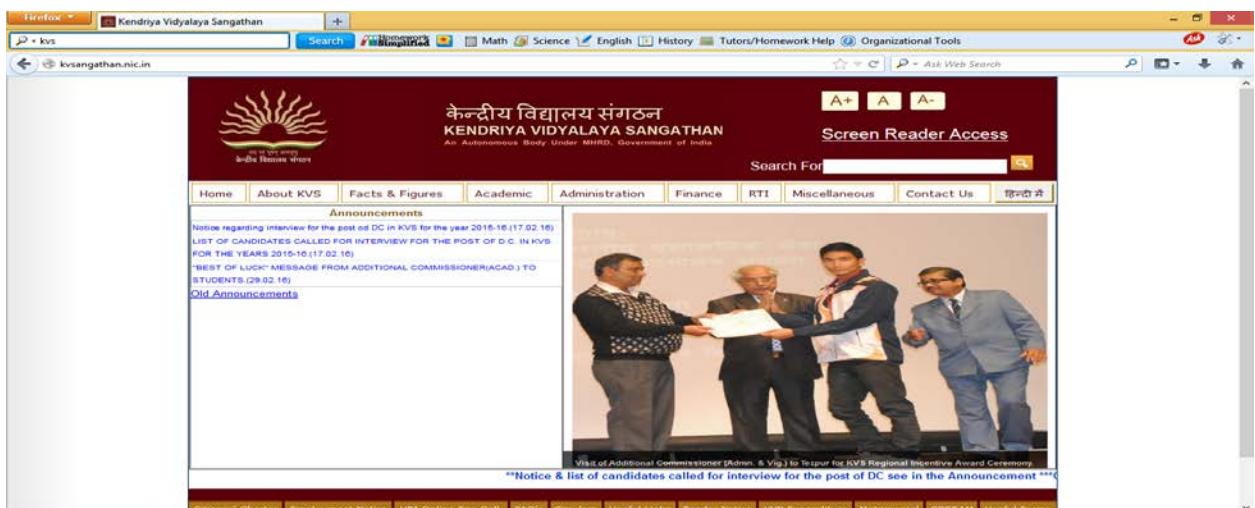 Firefox
Kendriya Vidyalaya Sangathan
kvs
Search
Homework Simplified
Math
Science
English
History
Tutors/Homework Help
Organizational Tools
Ask
kvsangathan.nic.in
Ask Web Search
केन्द्रीय विद्यालय संगठन
KENDRIYA VIDYALAYA SANGATHAN
An Autonomous Body Under MHRD, Government of India
केन्द्रीय विद्यालय संगठन
A+ A A-
Screen Reader Access
Search For
Home About KVS Facts & Figures Academic Administration Finance RTI Miscellaneous Contact Us हिन्दी में
Announcements
Notice regarding interview for the post od DC in KVS for the year 2015-16.(17.02.16)
LIST OF CANDIDATES CALLED FOR INTERVIEW FOR THE POST OF D.C. IN KVS
FOR THE YEARS 2015-16.(17.02.16)
"BEST OF LUCK" MESSAGE FROM ADDITIONAL COMMISSIONER(ACAD.) TO
STUDENTS.(29.02.16)
Old Announcements
Visit of Additional Commissioner (Admn. & Vig.) to Tezpur for KVS Regional Incentive Award Ceremony.
**Notice & list of candidates called for interview for the post of DC see in the Announcement ***